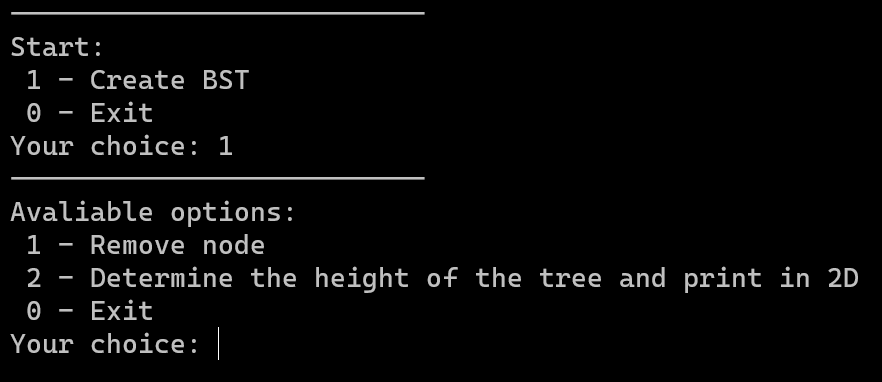 Start:
1 - Create BST
0 - Exit
Your choice: 1
Avaliable options:
1 - Remove node
2 - Determine the height of the tree and print in 2D
0 - Exit
Your choice: